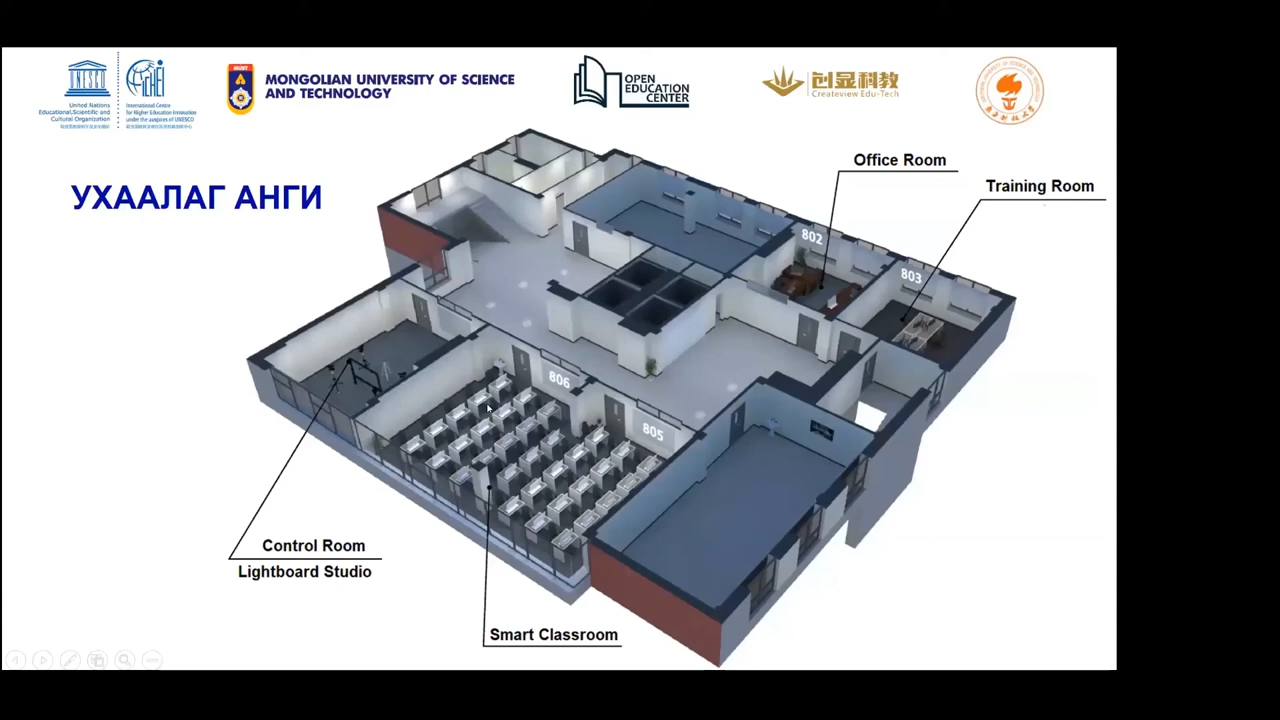 UNESCO
United Nations
Educational, Scientific and
Cultural Organization
International Centre
for Higher Education Innovation
under the auspices of UNESCO
MUST
MONGOLIAN UNIVERSITY OF SCIENCE
AND TECHNOLOGY
OPEN
EDUCATION
CENTER
创显科教
Createview Edu-Tech
УХААЛАГ АНГИ
Office Room
Training Room
802
803
806
805
Control Room
Lightboard Studio
Smart Classroom